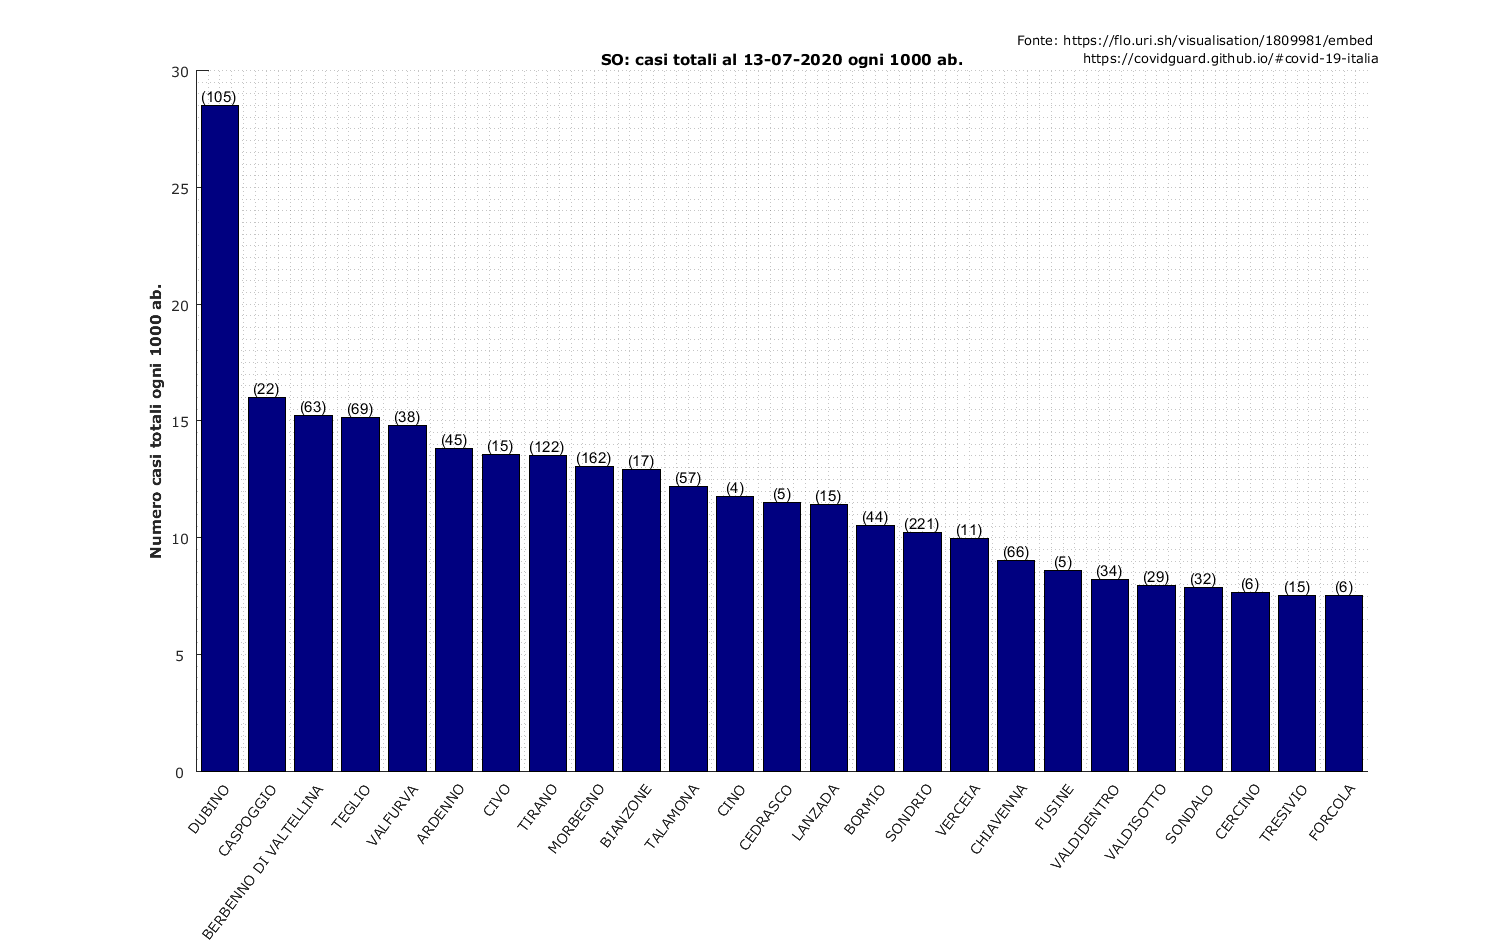 Fonte: https://flo.uri.sh/visualisation/1809981/embed
https://covidguard.github.io/#covid-19-italia
SO: casi totali al 13-07-2020 ogni 1000 ab.
Numero casi totali ogni 1000 ab.
30
25
20
15
10
5
0
(105)
(22)
(63)
(69)
(38)
(45)
(15)
(122)
(162)
(17)
(57)
(4)
(5)
(15)
(44)
(221)
(11)
(66)
(5)
(34)
(29)
(32)
(6)
(15)
(6)
DUBINO
CASPOGGIO
BERBENNO DI VALTELLINA
TEGLIO
VALFURVA
ARDENNO
CIVO
TIRANO
MORBEGNO
BIANZONE
TALAMONA
CINO
CEDRASCO
LANZADA
BORMIO
SONDRIO
VERCEIA
CHIAVENNA
FUSINE
VALDIDENTRO
VALDISOTTO
SONDALO
CERCINO
TRESIVIO
FORCOLA